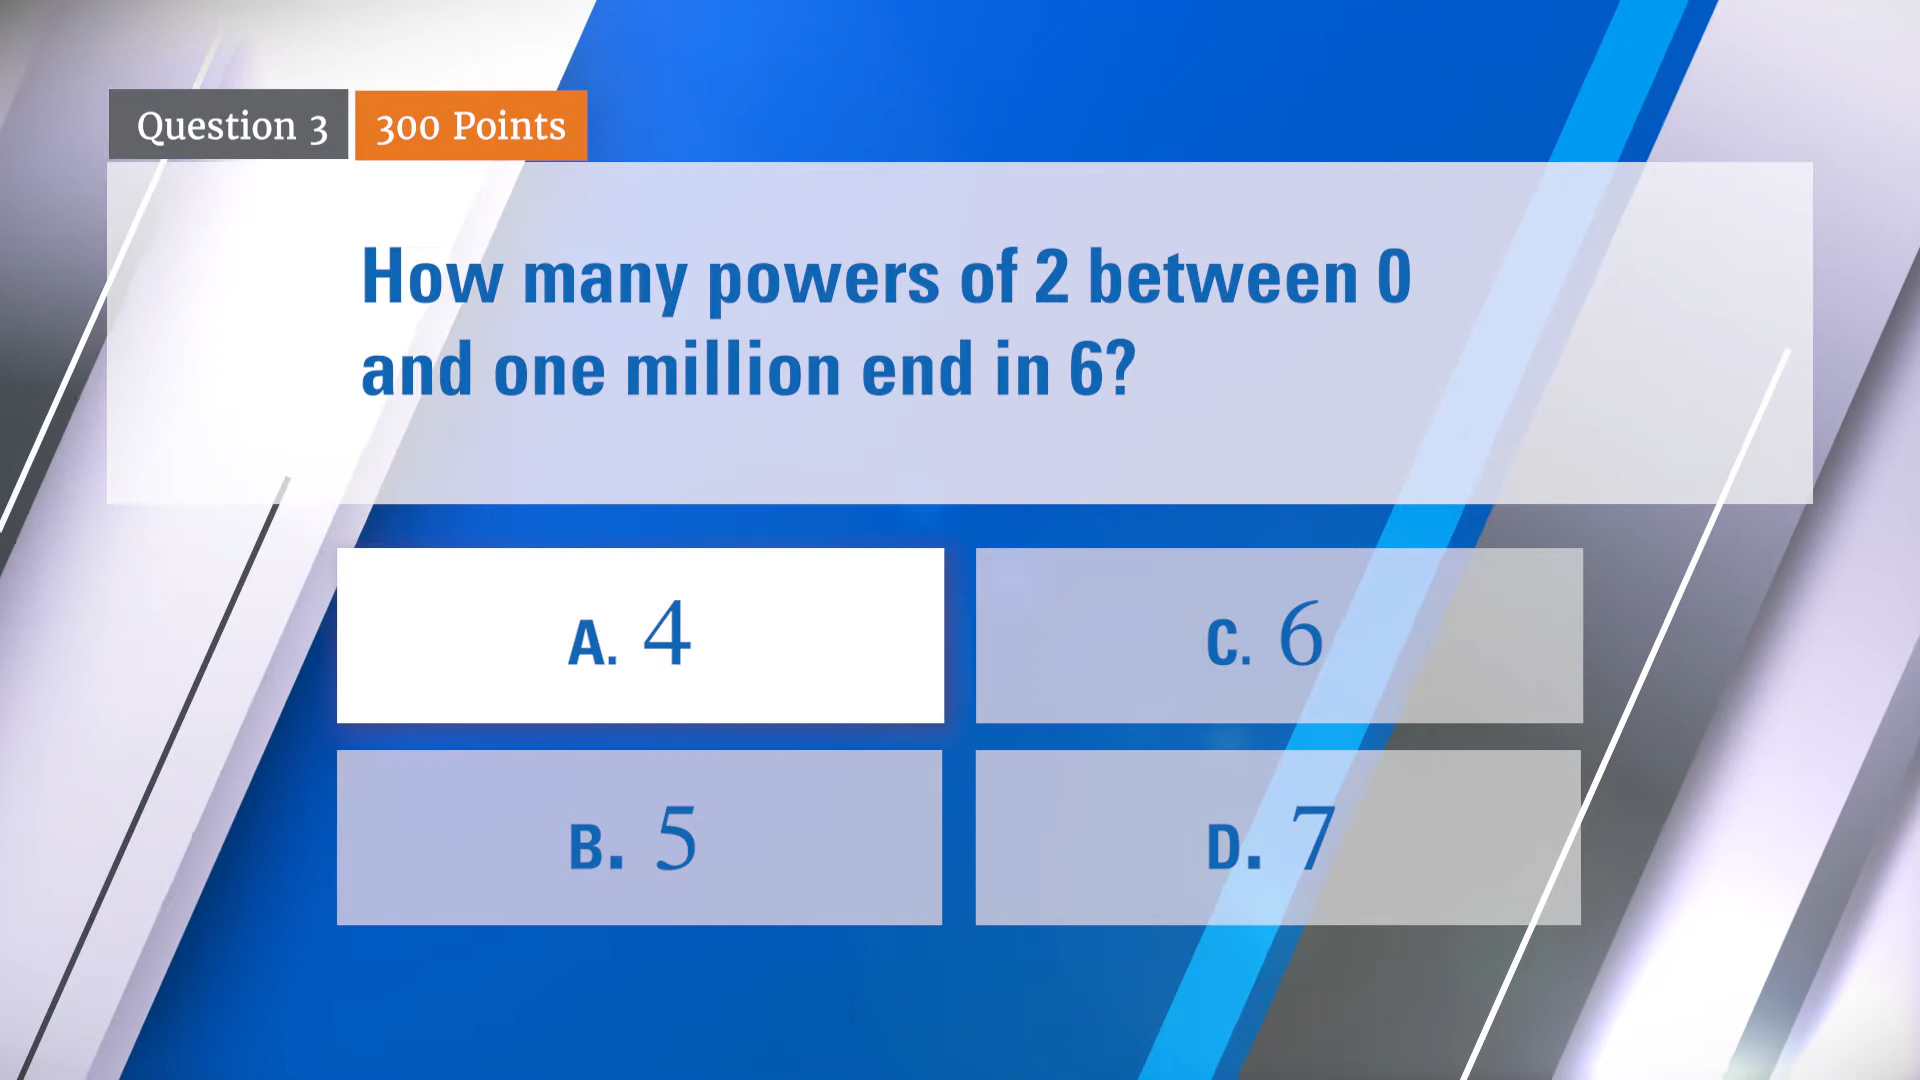 Question 3
300 Points
How many powers of 2 between 0
and one million end in 6?
A. 4
C. 6
B. 5
D. 7